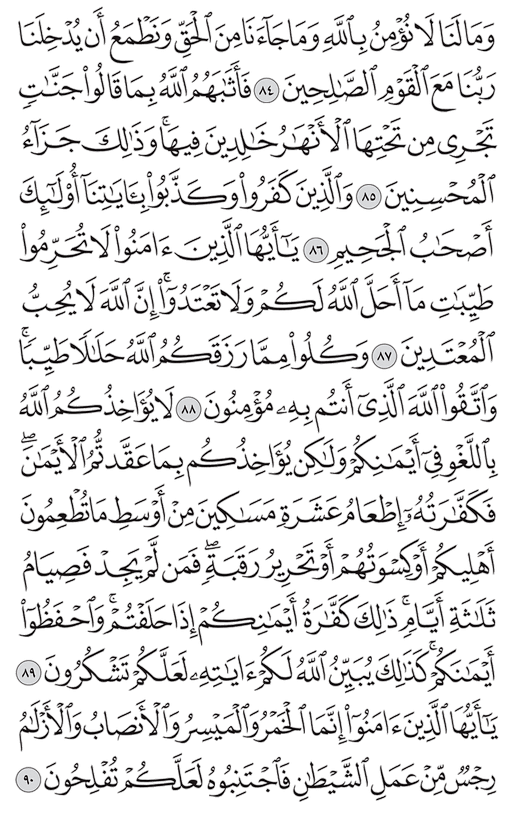 وَمَا لَنَا لَا نُؤْمِنُ بِٱللَّهِ وَمَا جَآءَنَا مِنَ ٱلْحَقِّ وَنَطْمَعُ أَن يُدْخِلَنَا
رَبُّنَا مَعَ ٱلْقَوْمِ ٱلصَّـٰلِحِينَ ٨٤ فَأَثَـٰبَهُمُ ٱللَّهُ بِمَا قَالُوا۟ جَنَّـٰتٍ
تَجْرِى مِن تَحْتِهَا ٱلْأَنْهَـٰرُ خَـٰلِدِينَ فِيهَا ۚ وَذَٰلِكَ جَزَآءُ
ٱلْمُحْسِنِينَ ٨٥ وَٱلَّذِينَ كَفَرُوا۟ وَكَذَّبُوا۟ بِـَٔايَـٰتِنَآ أُو۟لَـٰٓئِكَ
أَصْحَـٰبُ ٱلْجَحِيمِ ٨٦ يَـٰٓأَيُّهَا ٱلَّذِينَ ءَامَنُوا۟ لَا تُحَرِّمُوا۟
طَيِّبَـٰتِ مَآ أَحَلَّ ٱللَّهُ لَكُمْ وَلَا تَعْتَدُوٓا۟ ۚ إِنَّ ٱللَّهَ لَا يُحِبُّ
ٱلْمُعْتَدِينَ ٨٧ وَكُلُوا۟ مِمَّا رَزَقَكُمُ ٱللَّهُ حَلَـٰلًا طَيِّبًا ۚ
وَٱتَّقُوا۟ ٱللَّهَ ٱلَّذِىٓ أَنتُم بِهِۦ مُؤْمِنُونَ ٨٨ لَا يُؤَاخِذُكُمُ ٱللَّهُ
بِٱللَّغْوِ فِىٓ أَيْمَـٰنِكُمْ وَلَـٰكِن يُؤَاخِذُكُم بِمَا عَقَّدتُّمُ ٱلْأَيْمَـٰنَ ۖ
فَكَفَّـٰرَتُهُۥٓ إِطْعَامُ عَشَرَةِ مَسَـٰكِينَ مِنْ أَوْسَطِ مَا تُطْعِمُونَ
أَهْلِيكُمْ أَوْ كِسْوَتُهُمْ أَوْ تَحْرِيرُ رَقَبَةٍ ۖ فَمَن لَّمْ يَجِدْ فَصِيَامُ
ثَلَـٰثَةِ أَيَّامٍ ۚ ذَٰلِكَ كَفَّـٰرَةُ أَيْمَـٰنِكُمْ إِذَا حَلَفْتُمْ ۚ وَٱحْفَظُوٓا۟
أَيْمَـٰنَكُمْ ۚ كَذَٰلِكَ يُبَيِّنُ ٱللَّهُ لَكُمْ ءَايَـٰتِهِۦ لَعَلَّكُمْ تَشْكُرُونَ ٨٩
يَـٰٓأَيُّهَا ٱلَّذِينَ ءَامَنُوٓا۟ إِنَّمَا ٱلْخَمْرُ وَٱلْمَيْسِرُ وَٱلْأَنصَابُ وَٱلْأَزْلَـٰمُ
رِجْسٌ مِّنْ عَمَلِ ٱلشَّيْطَـٰنِ فَٱجْتَنِبُوهُ لَعَلَّكُمْ تُفْلِحُونَ ٩٠